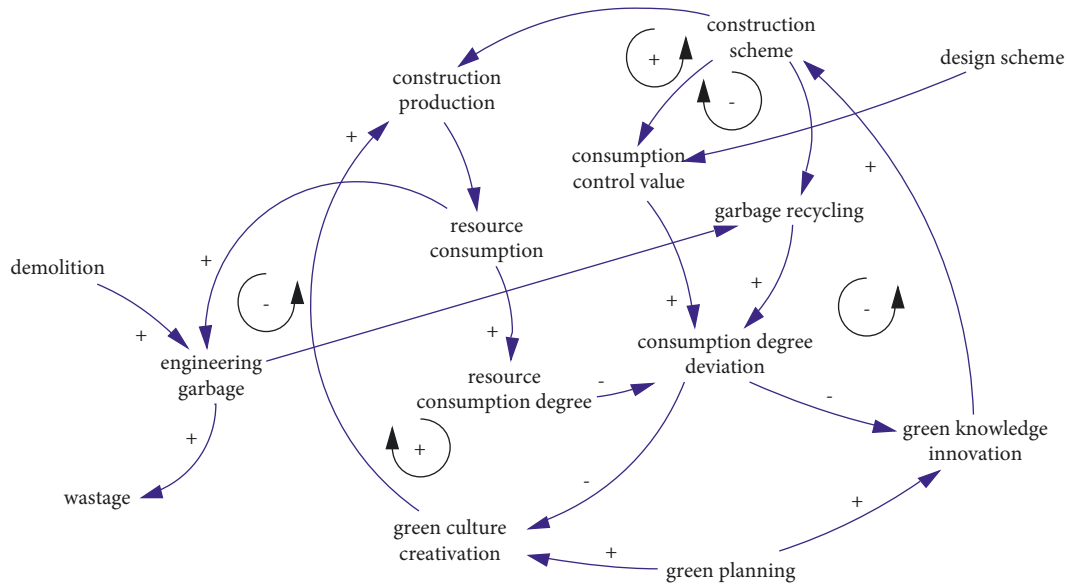 construction
scheme
design scheme
construction
production
+
-
+
consumption
control value
+
garbage recycling
resource
consumption
demolition
+
-
+
+
+
-
+
consumption degree
deviation
engineering
garbage
resource
consumption degree
-
-
green knowledge
innovation
+
+
wastage
-
+
green culture
creativation
+
green planning